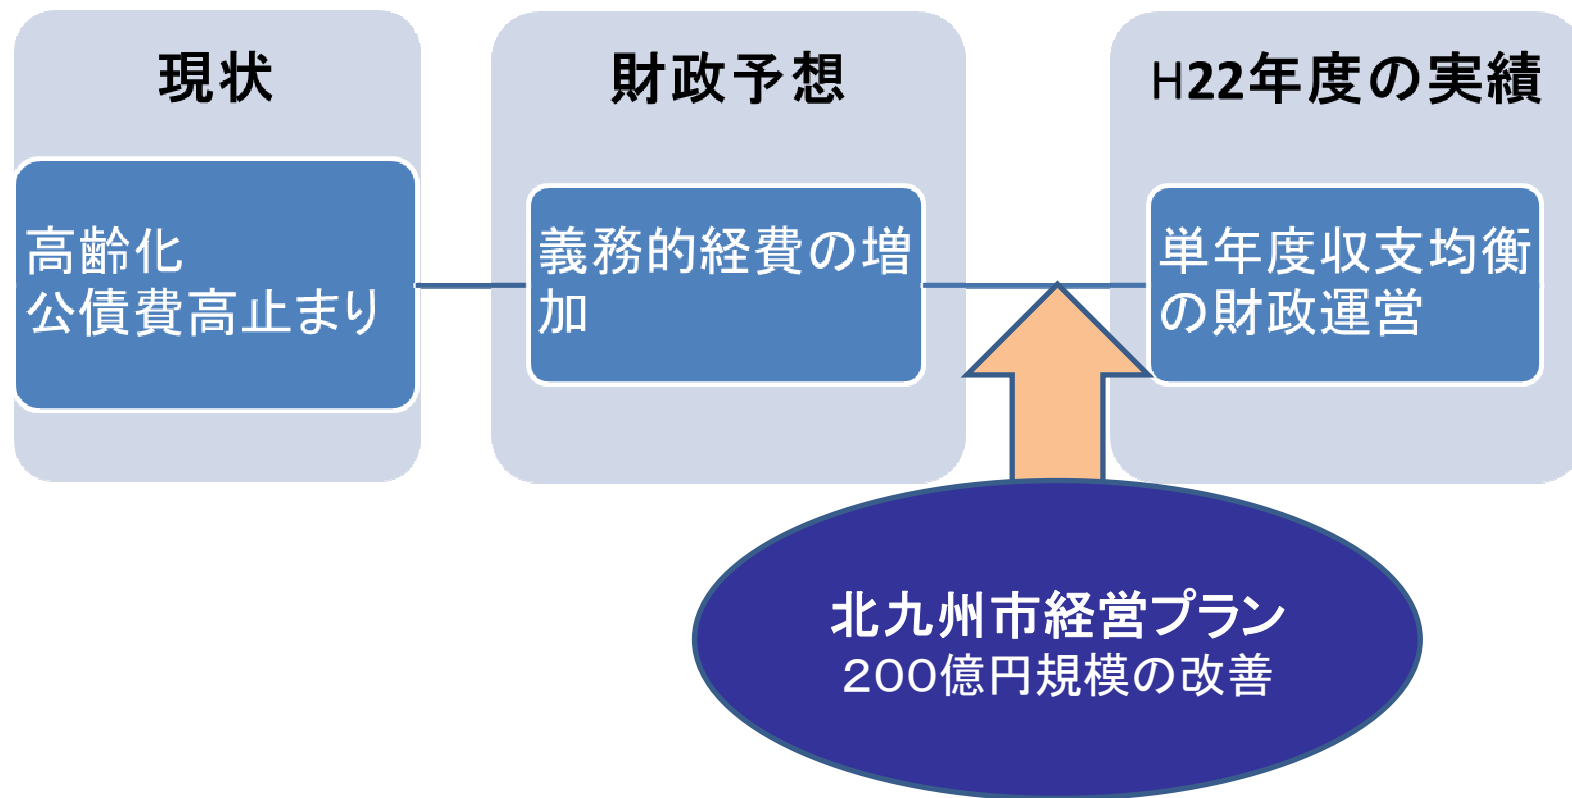 現状
高齢化
公債費高止まり
財政予想
義務的経費の増
加
H22年度の実績
単年度収支均衡
の財政運営
北九州市経営プラン
200億円規模の改善